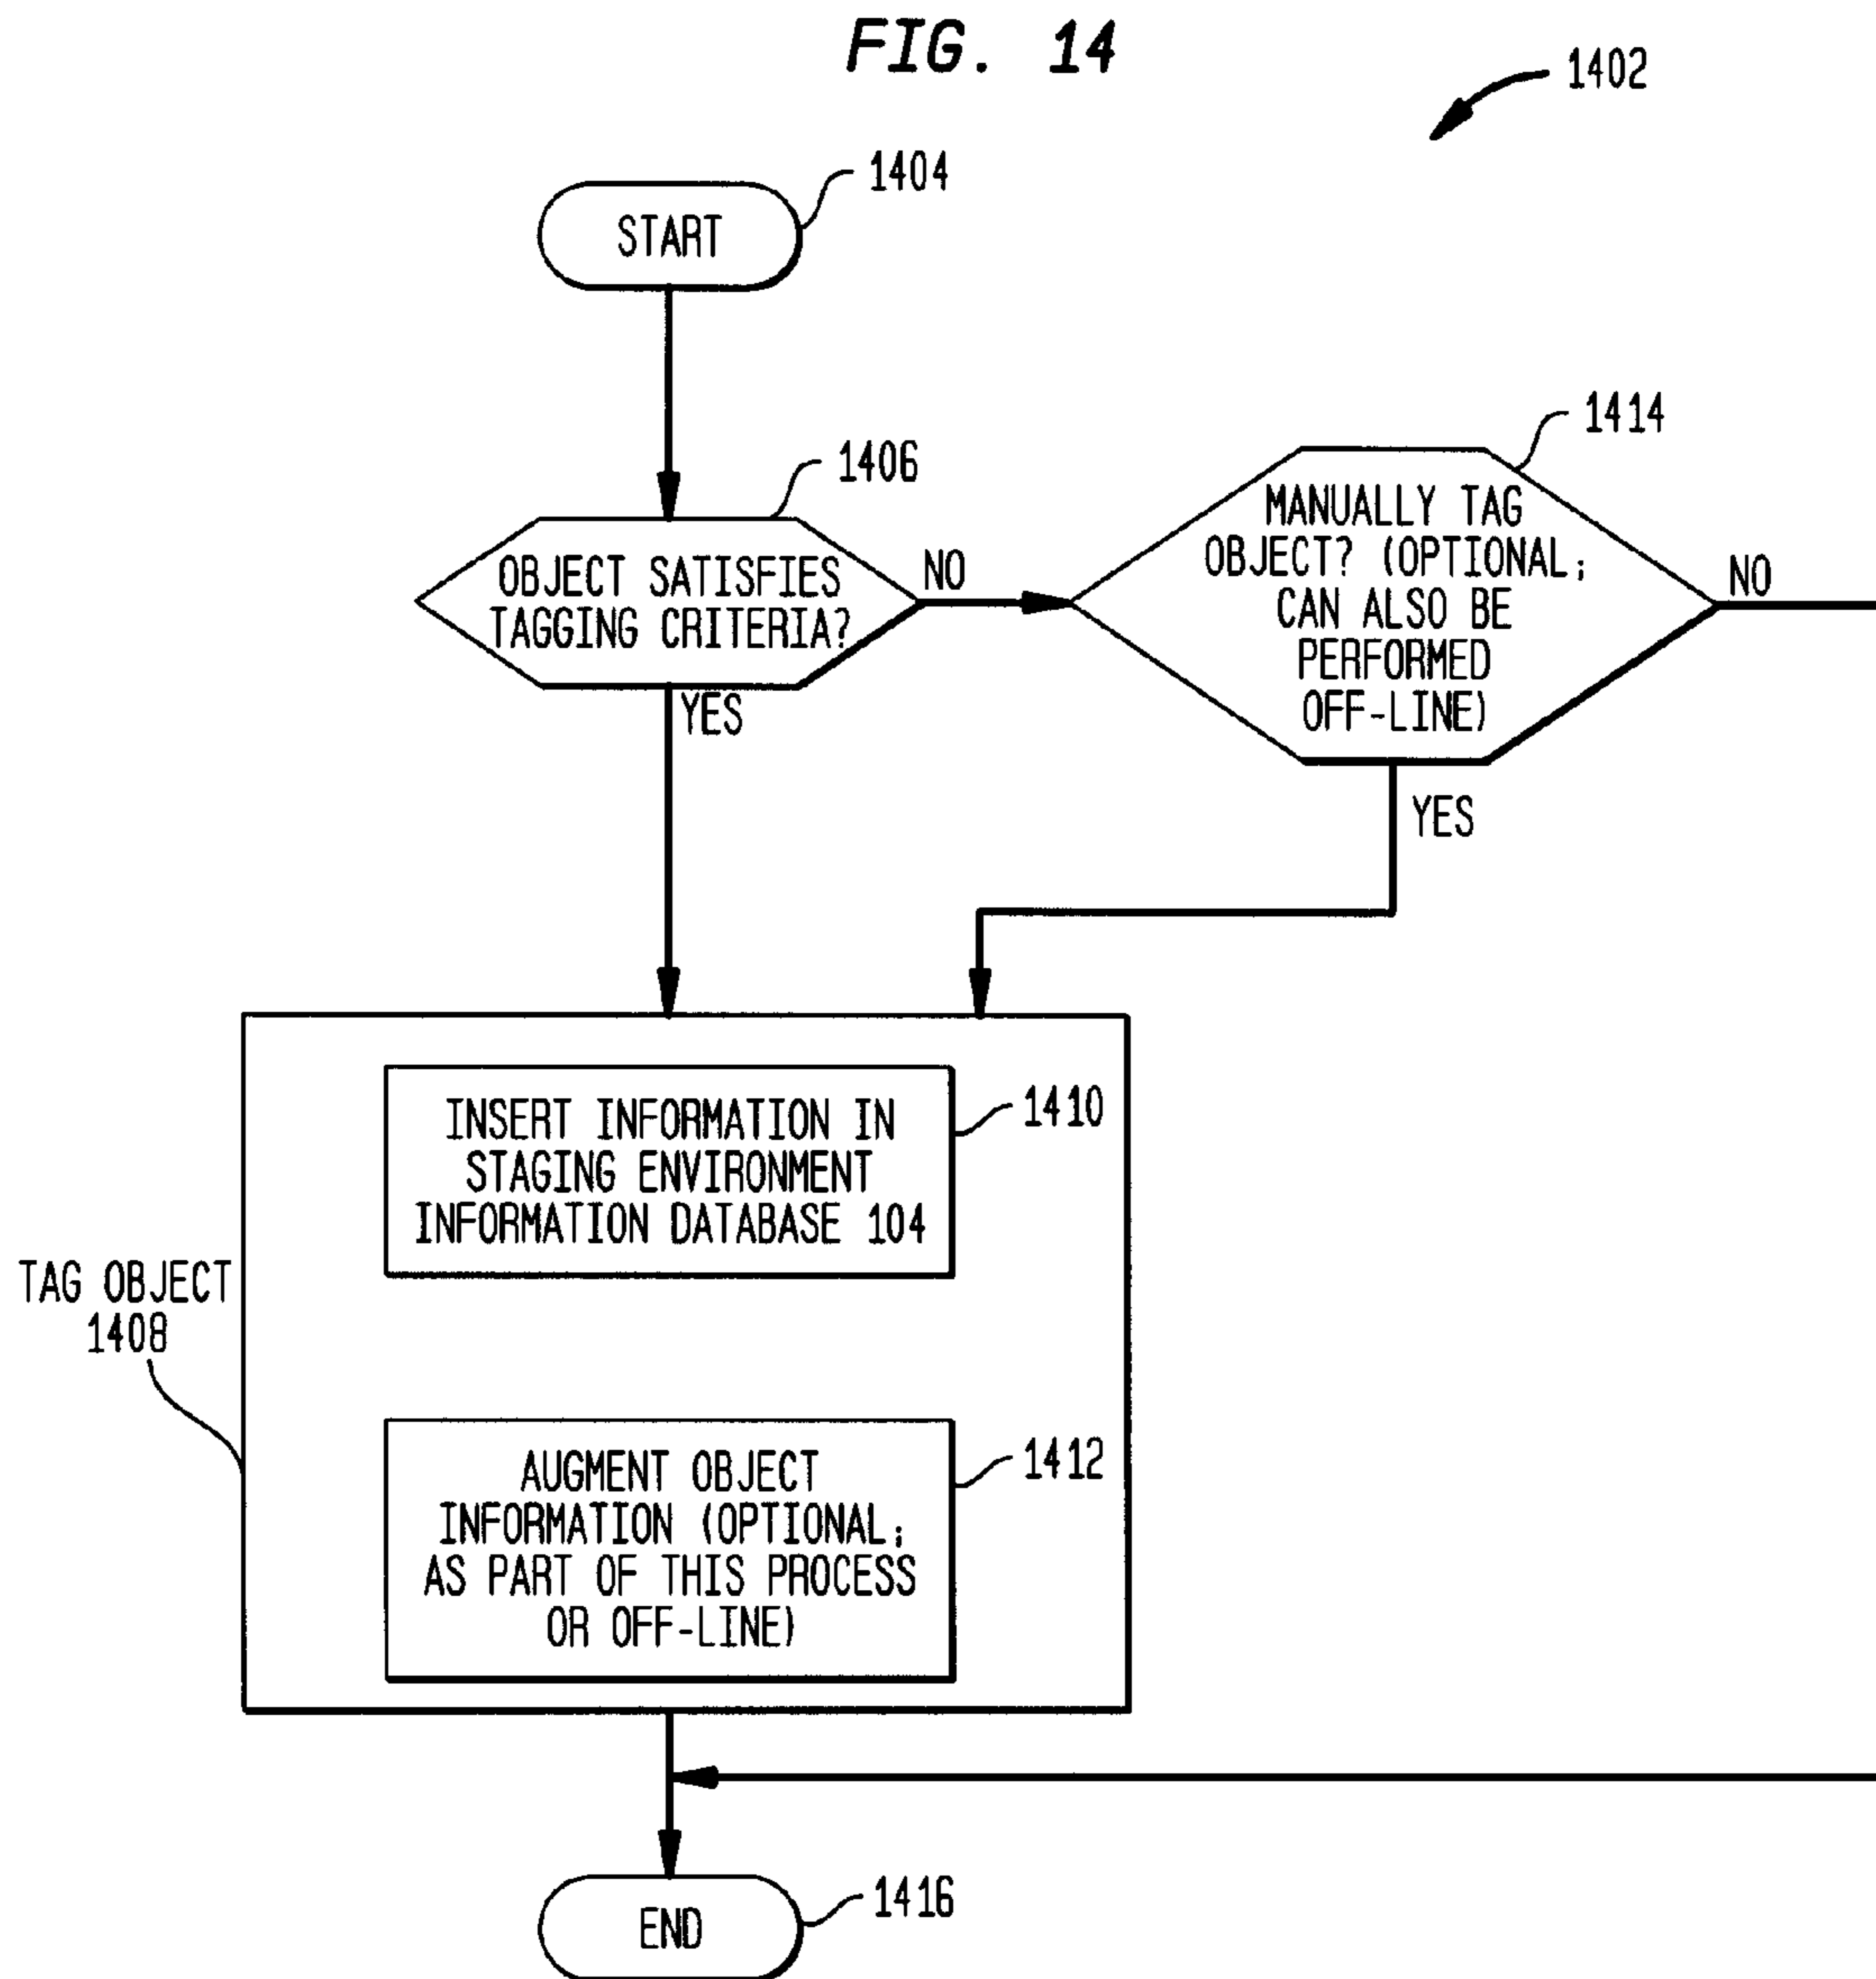 FIG. 14
1402
1404
START
1406
OBJECT SATISFIES
TAGGING CRITERIA?
NO
YES
1414
MANUALLY TAG
OBJECT? (OPTIONAL;
CAN ALSO BE
PERFORMED
OFF-LINE)
NO
YES
TAG OBJECT
1408
INSERT INFORMATION IN
STAGING ENVIRONMENT
INFORMATION DATABASE 104
1410
AUGMENT OBJECT
INFORMATION (OPTIONAL;
AS PART OF THIS PROCESS
OR OFF-LINE)
1412
END
1416